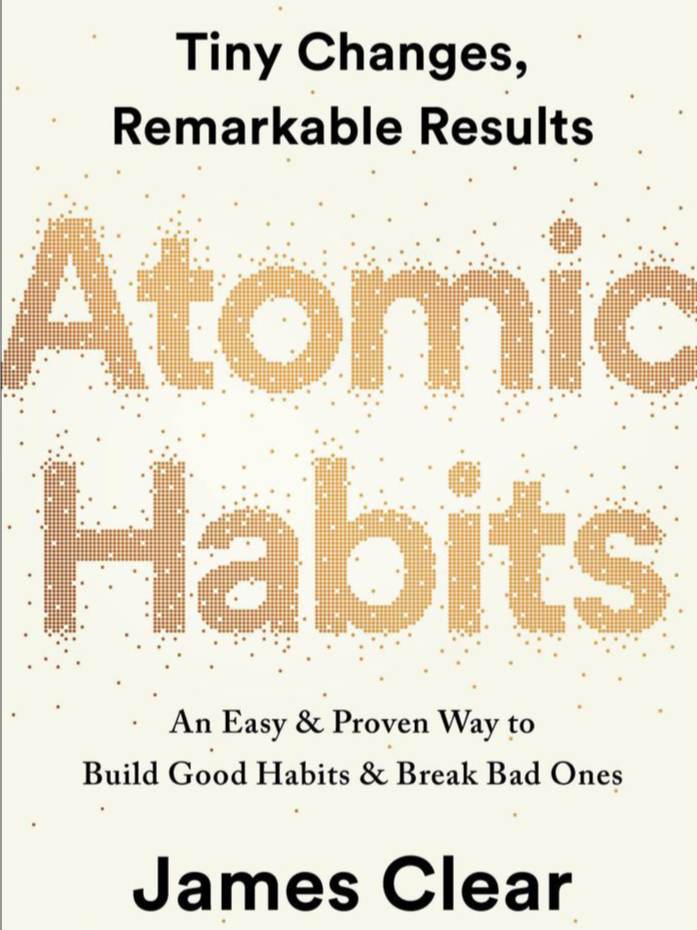 Tiny Changes,
Remarkable Results
Atomic
Habits
An Easy & Proven Way to
Build Good Habits & Break Bad Ones
James Clear